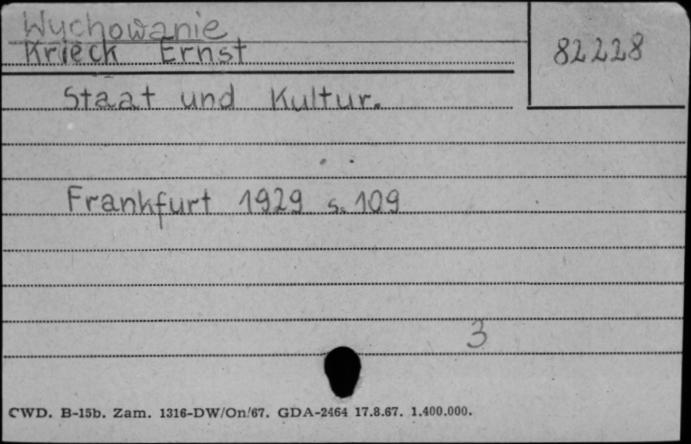 Wychowanie
Krieck Ernst
82228
Staat und Kultur.
Frankfurt 1929 s. 109
3
CWD. B-15b. Zam. 1316-DW/On/67. GDA-2464 17.8.67. 1.400.000.